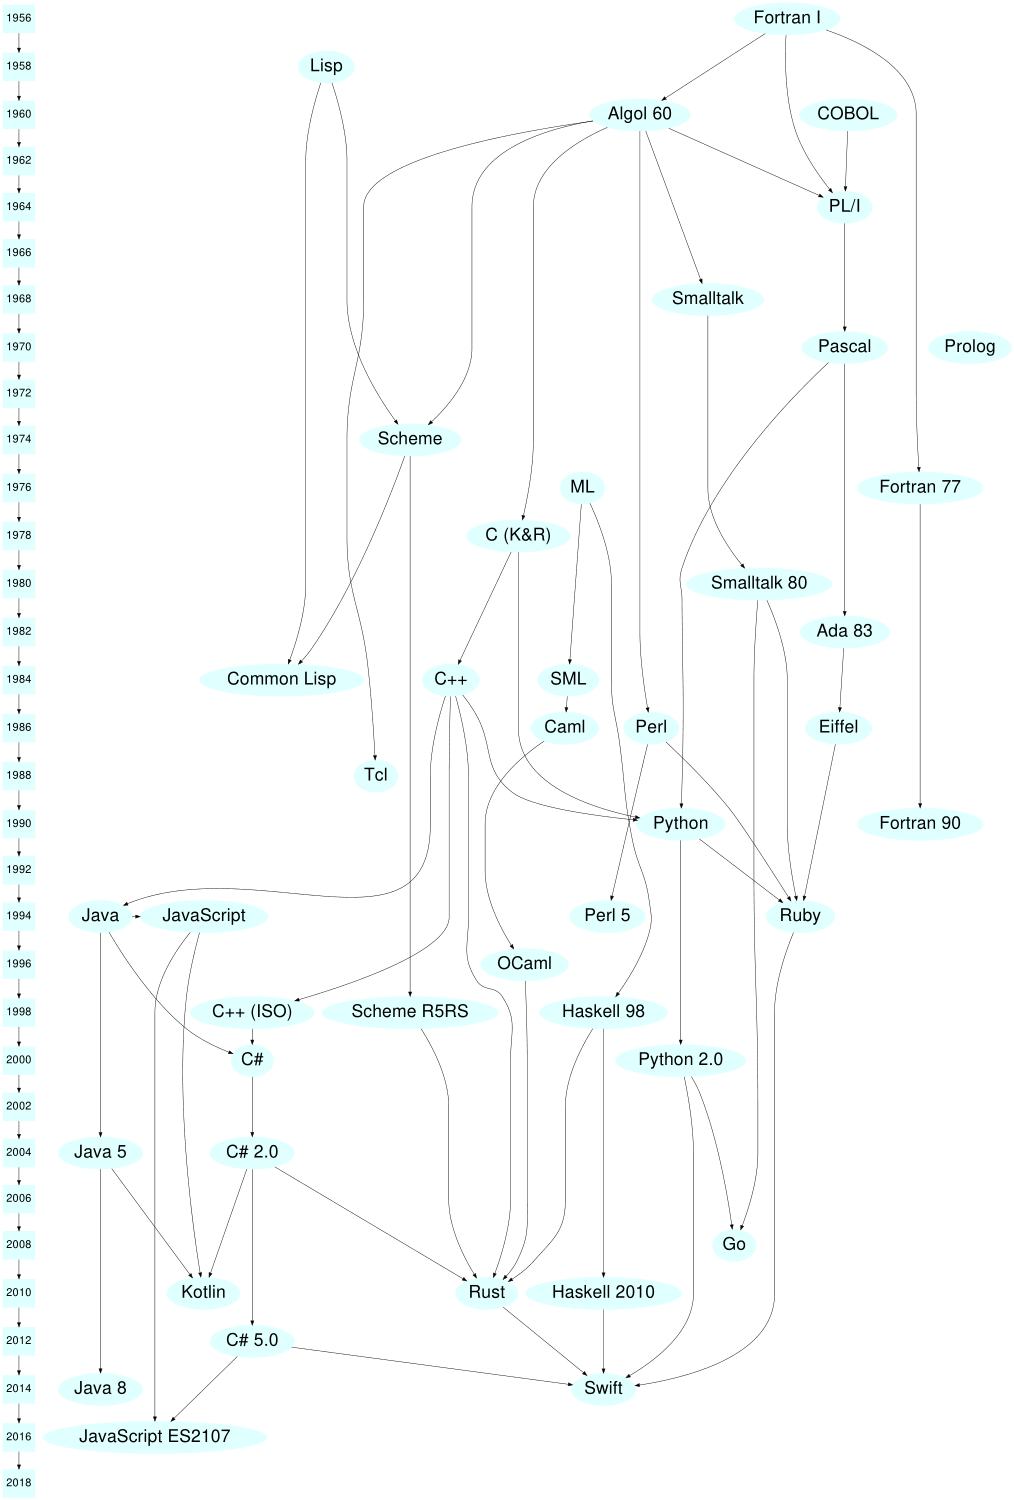 1956
Fortran I
1958
Lisp
1960
Algol 60
COBOL
1962
1964
PL/I
1966
1968
Smalltalk
1970
Pascal
Prolog
1972
1974
Scheme
1976
ML
Fortran 77
1978
C (K&R)
1980
Smalltalk 80
1982
Ada 83
1984
Common Lisp
C++
SML
1986
Caml
Perl
Eiffel
1988
Tcl
1990
Python
Fortran 90
1992
1994
Java
JavaScript
Perl 5
Ruby
1996
OCaml
1998
C++ (ISO)
Scheme R5RS
Haskell 98
2000
C#
Python 2.0
2002
2004
Java 5
C# 2.0
2006
2008
Go
2010
Kotlin
Rust
Haskell 2010
2012
C# 5.0
2014
Java 8
Swift
2016
JavaScript ES2107
2018